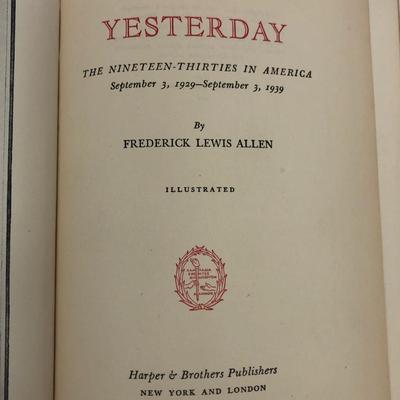 YESTERDAY
THE NINETEEN-THIRTIES IN AMERICA
September 3, 1929—September 3, 1939
By
FREDERICK LEWIS ALLEN
ILLUSTRATED
Harper & Brothers Publishers
NEW YORK AND LONDON